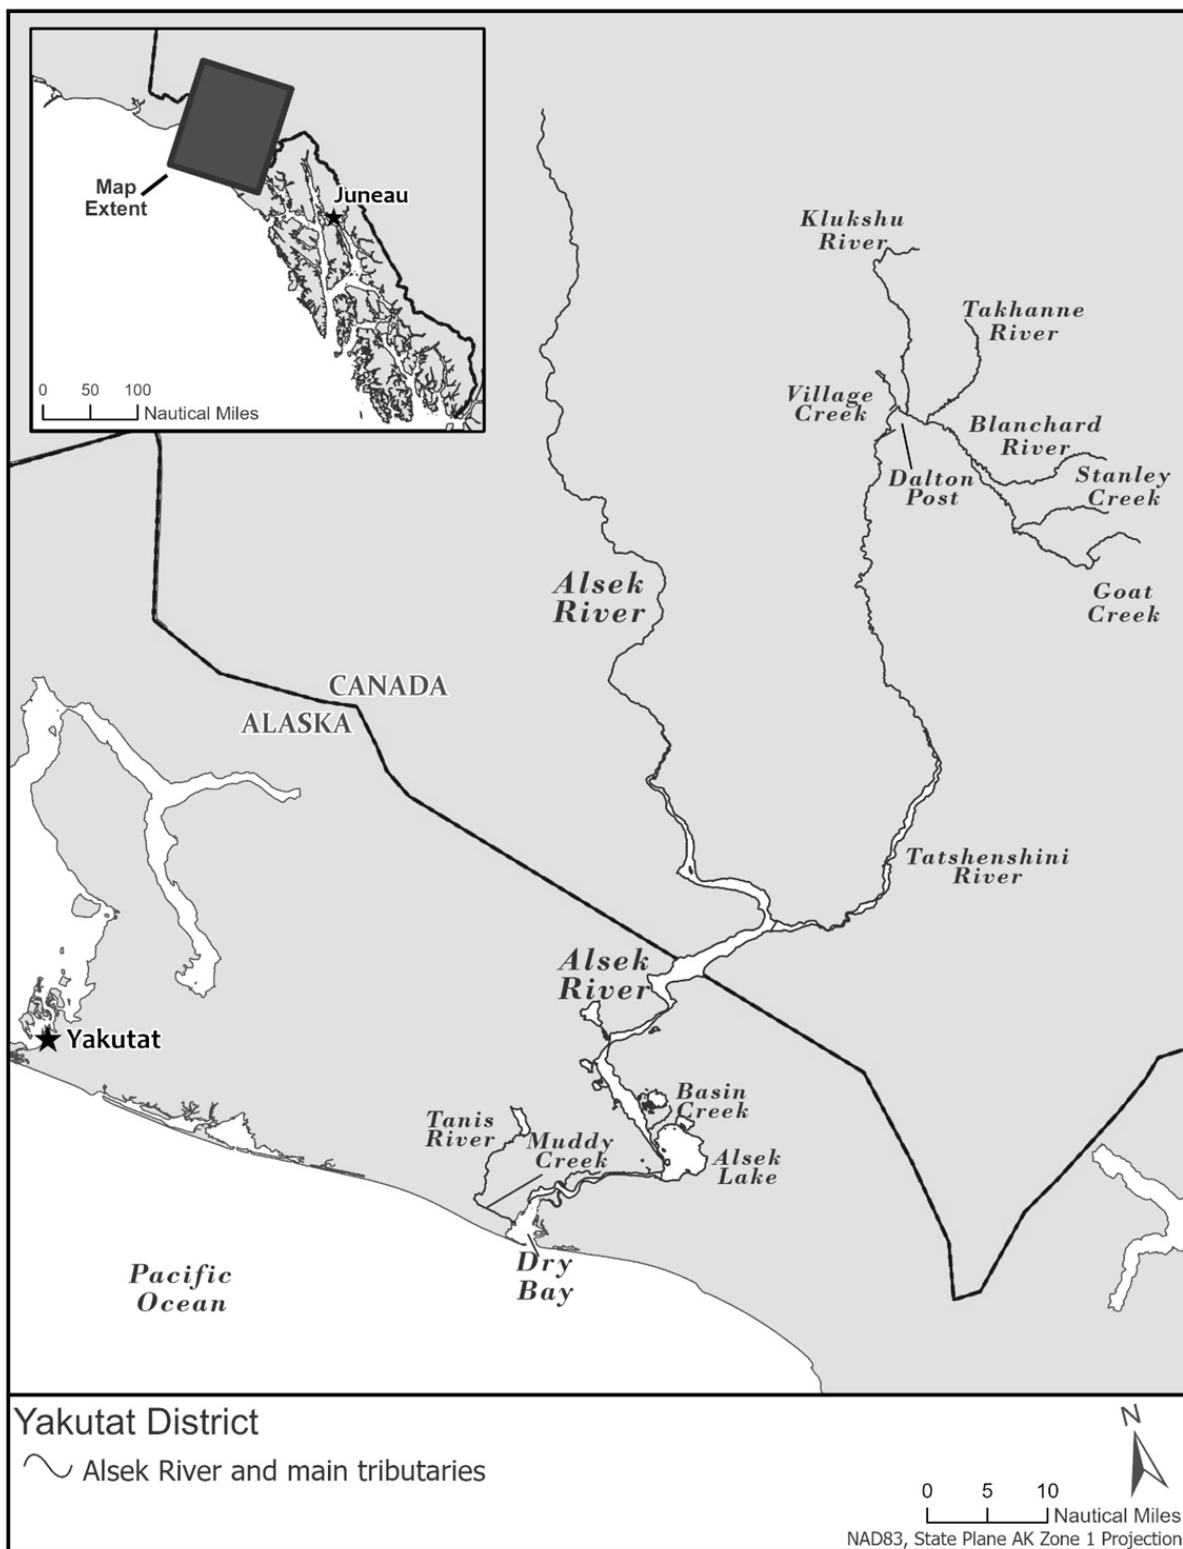 Map
Extent
Juneau
0 50 100
Nautical Miles
Klukshu
River
Takhanne
River
Village
Creek
Blanchard
River
Dalton
Post
Stanley
Creek
Goat
Creek
Alsek
River
CANADA
ALASKA
Tatshenshini
River
Alsek
River
Yakutat
Basin
Creek
Tanis
River
Muddy
Creek
Alsek
Lake
Dry
Bay
Pacific
Ocean
Yakutat District
Alsek River and main tributaries
N
0 5 10
Nautical Miles
NAD83, State Plane AK Zone 1 Projection